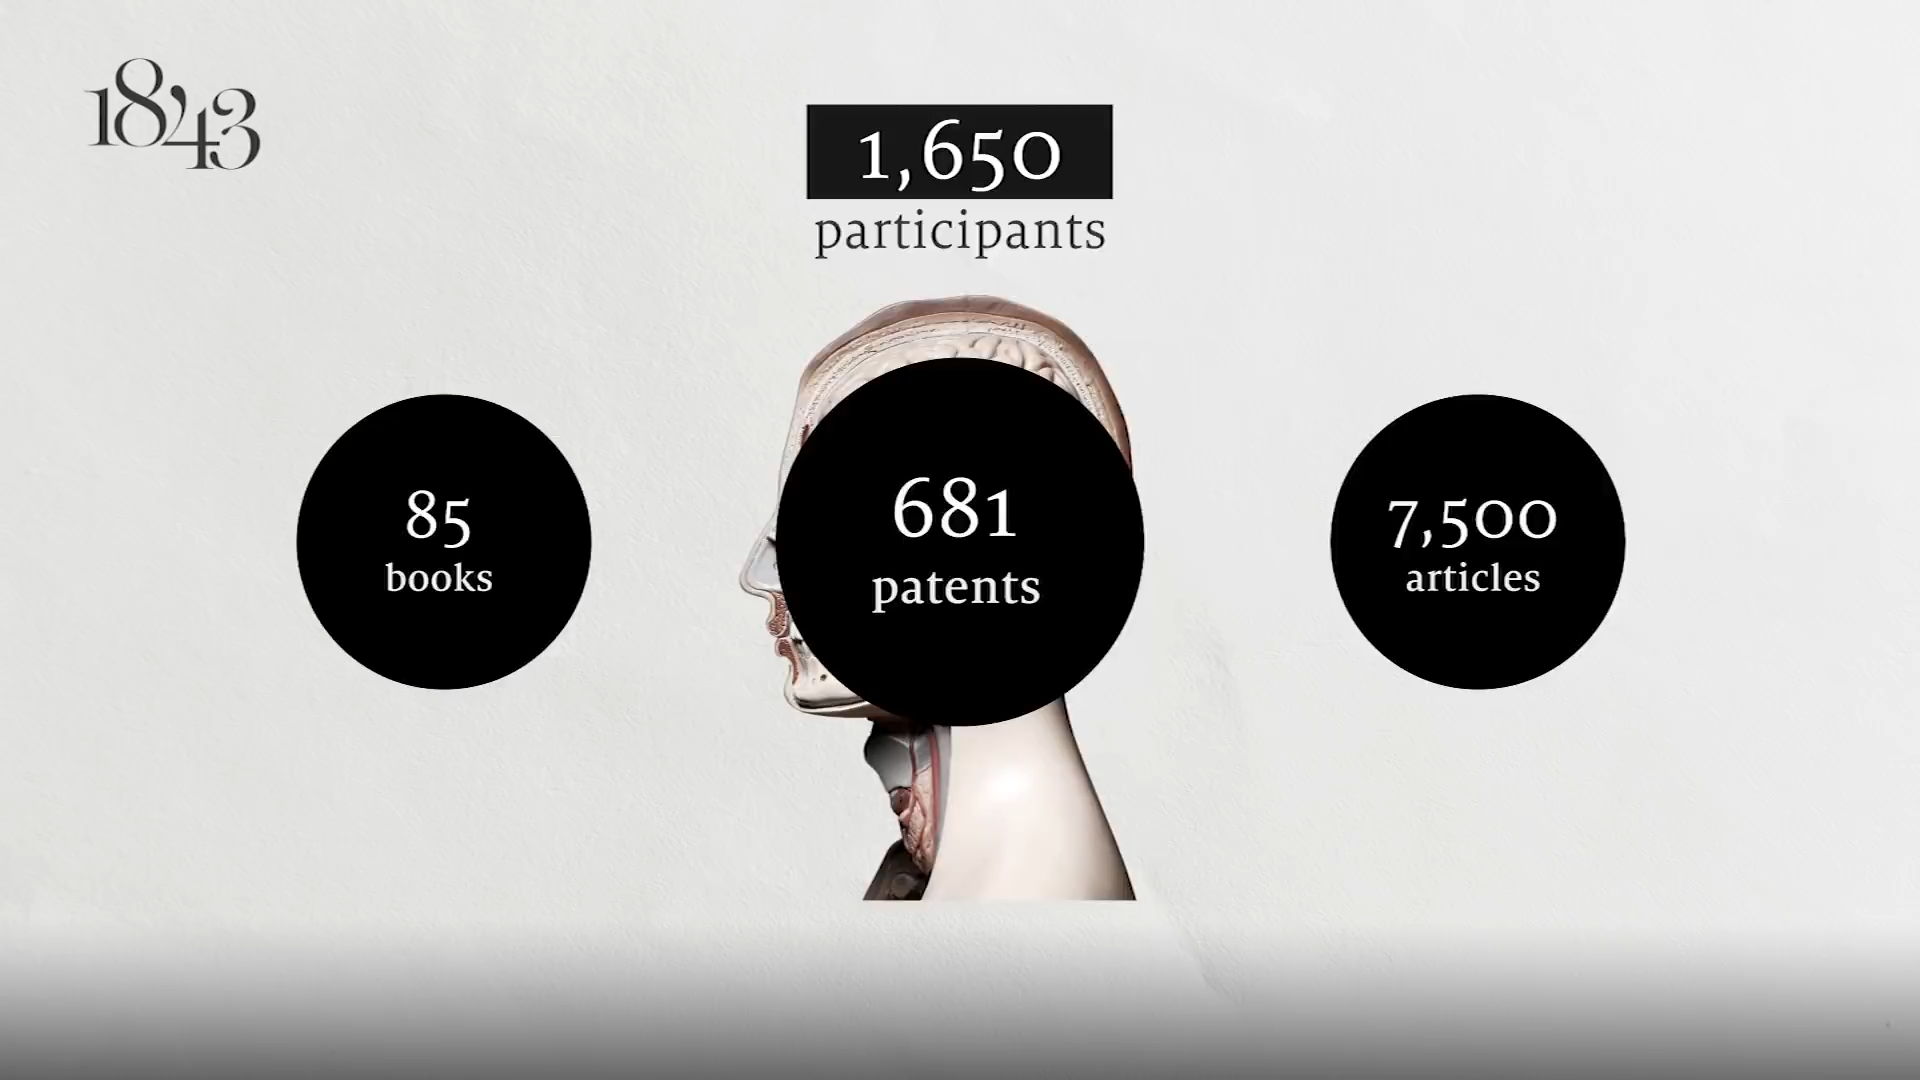 1843
1,650
participants
85
books
681
patents
7,500
articles